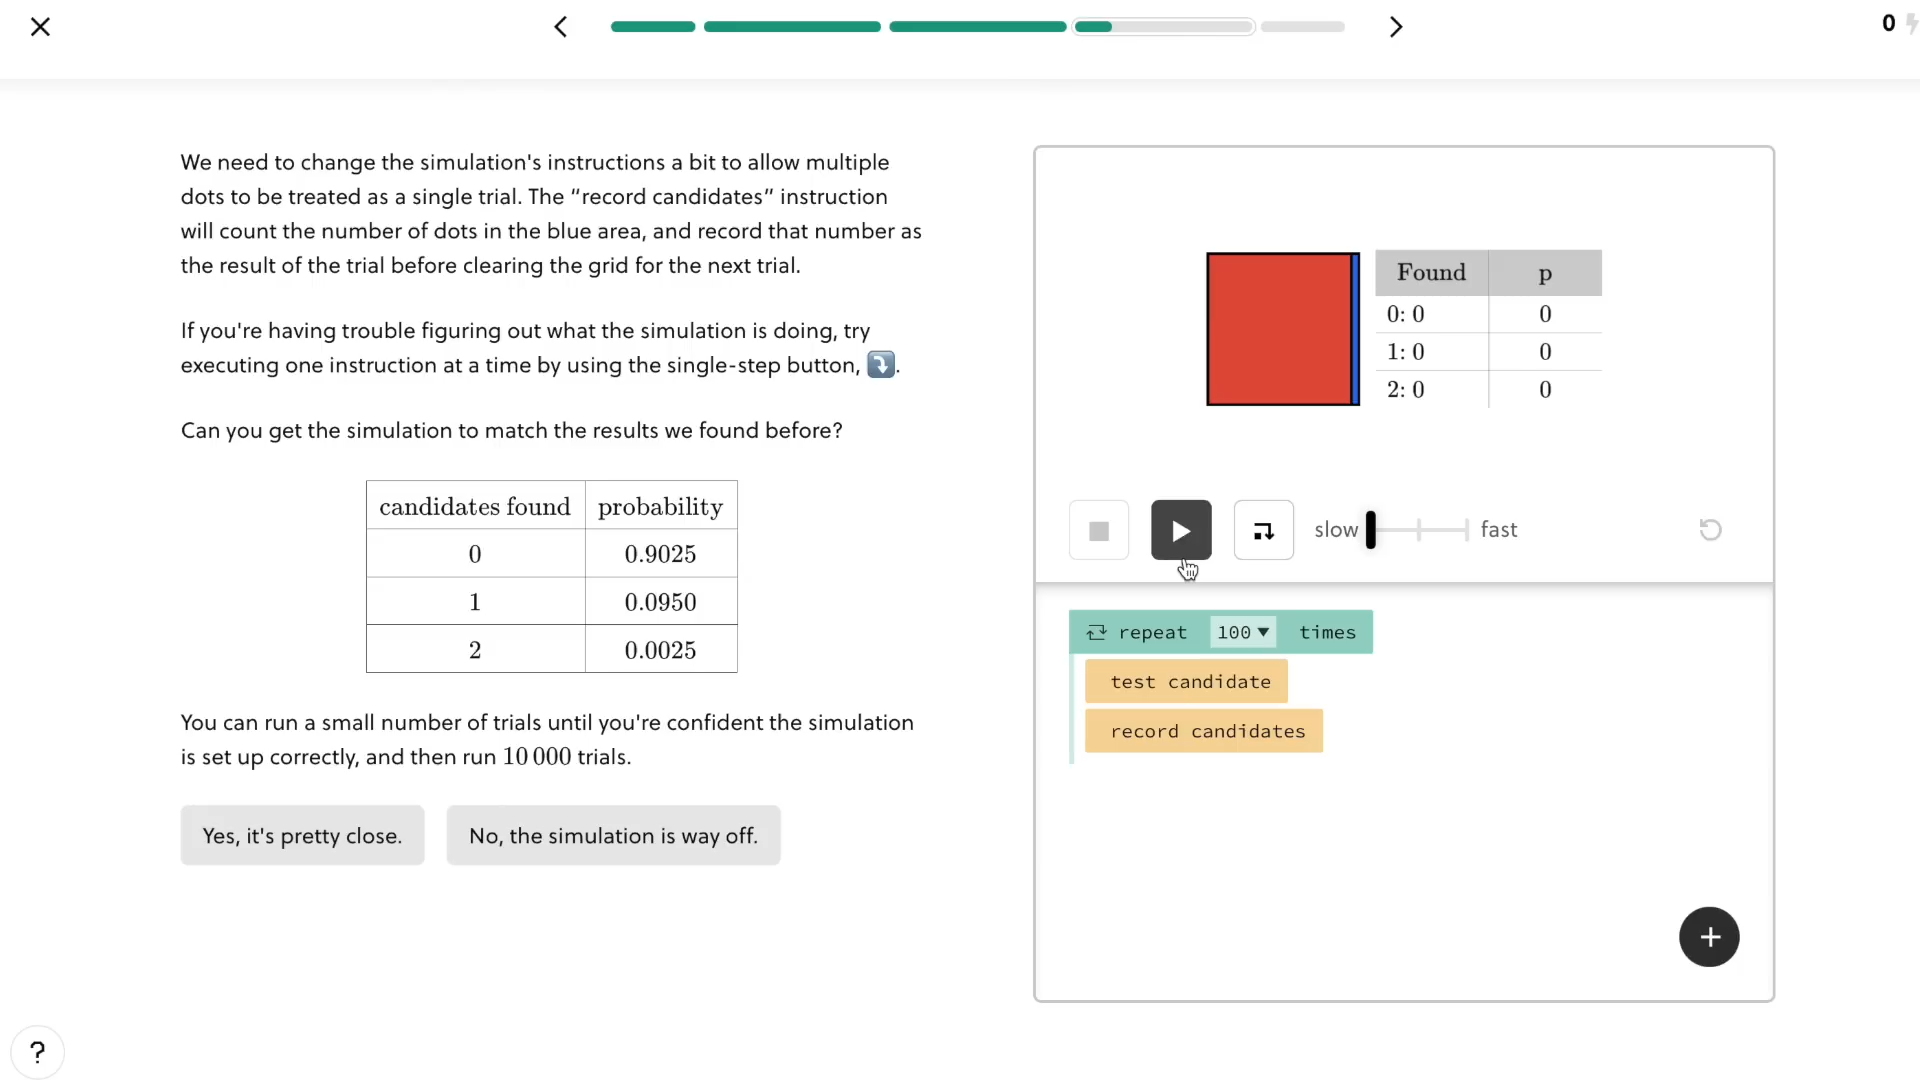 0
We need to change the simulation's instructions a bit to allow multiple
dots to be treated as a single trial. The “record candidates” instruction
will count the number of dots in the blue area, and record that number as
the result of the trial before clearing the grid for the next trial.
If you're having trouble figuring out what the simulation is doing, try
executing one instruction at a time by using the single-step button, ⤵️.
Can you get the simulation to match the results we found before?
candidates found probability
0 0.9025
1 0.0950
2 0.0025
You can run a small number of trials until you're confident the simulation
is set up correctly, and then run 10 000 trials.
Yes, it's pretty close. No, the simulation is way off.
?
Found p
0: 0 0
1: 0 0
2: 0 0
slow fast
repeat 100 ▼ times
test candidate
record candidates
+